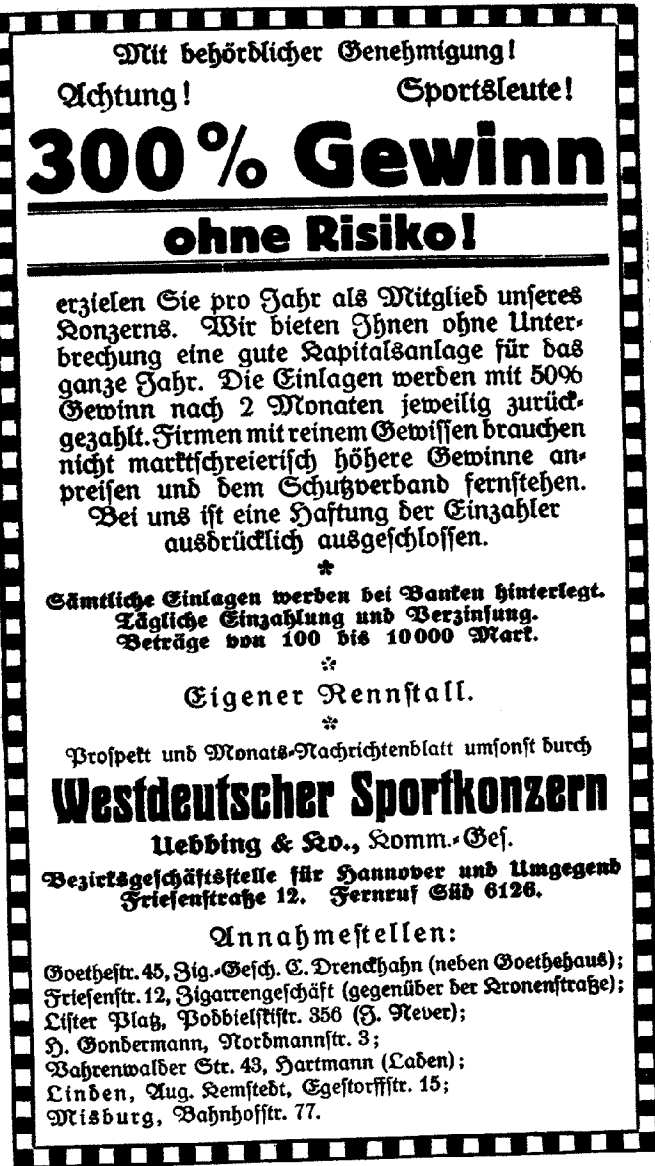 Mit behördlicher Genehmigung!
Achtung! Sportsleute!
300% Gewinn
ohne Risiko!
erzielen Sie pro Jahr als Mitglied unseres
Konzerns. Wir bieten Ihnen ohne Unter-
brechung eine gute Kapitalsanlage für das
ganze Jahr. Die Einlagen werden mit 50%
Gewinn nach 2 Monaten jeweilig zurück-
gezahlt. Firmen mit reinem Gewissen brauchen
nicht marktschreierisch höhere Gewinne an-
preisen und dem Schutzverband fernstehen.
Bei uns ist eine Haftung der Einzahler
ausdrücklich ausgeschlossen.
*
Sämtliche Einlagen werden bei Banken hinterlegt.
Tägliche Einzahlung und Verzinsung.
Beträge von 100 bis 10000 Mark.
*
Eigener Rennstall.
*
Prospekt und Monats-Nachrichtenblatt umsonst durch
Westdeutscher Sportkonzern
Uebbing & Ko., Komm.-Ges.
Bezirksgeschäftsstelle für Hannover und Umgegend
Friesenstraße 12. Fernruf Süd 6126.
Annahmestellen:
Goethestr. 45, Zig.-Gesch. C. Drenckhahn (neben Goethehaus);
Friesenstr. 12, Zigarrengeschäft (gegenüber der Kronenstraße);
Lister Platz, Podbielskistr. 356 (H. Never);
H. Gondermann, Nordmannstr. 3;
Vahrenwalder Str. 43, Hartmann (Laden);
Linden, Aug. Kemstedt, Egestorffstr. 15;
Misburg, Bahnhofstr. 77.